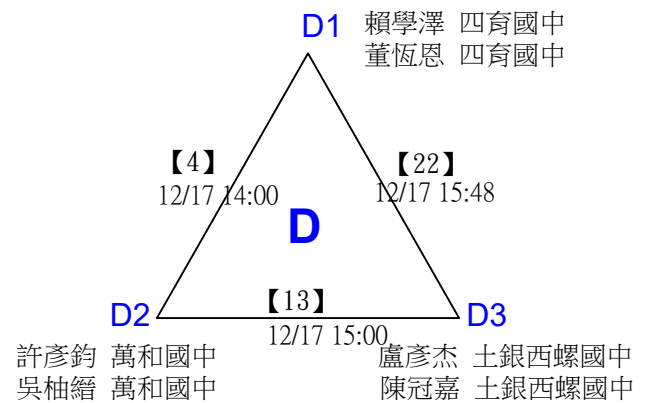 D1 賴學澤 四育國中
董恆恩 四育國中
【4】
12/17 14:00
【22】
12/17 15:48
D
【13】
12/17 15:00
D2
許彥鈞 萬和國中
吳柚縉 萬和國中
D3
盧彥杰 土銀西螺國中
陳冠嘉 土銀西螺國中